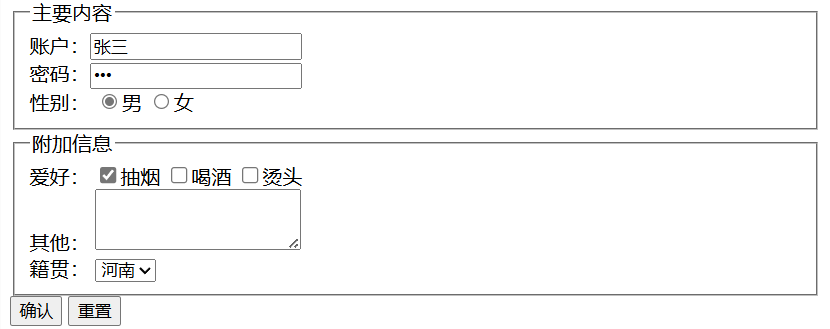 主要内容
账户：张三
密码：•••
性别： 男 女
附加信息
爱好： 抽烟 喝酒 烫头
其他：
籍贯： 河南
确认 重置